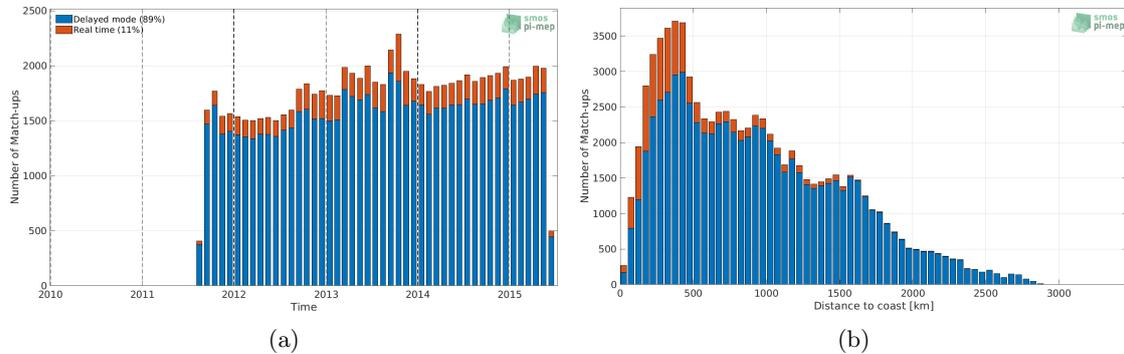 Delayed mode (89%)
Real time (11%)
smos
pi-mep
Number of Match-ups
2500
2000
1500
1000
500
0
2010 2011 2012 2013 2014 2015
Time
(a)
smos
pi-mep
Number of Match-ups
3500
3000
2500
2000
1500
1000
500
0
0 500 1000 1500 2000 2500 3000
Distance to coast [km]
(b)